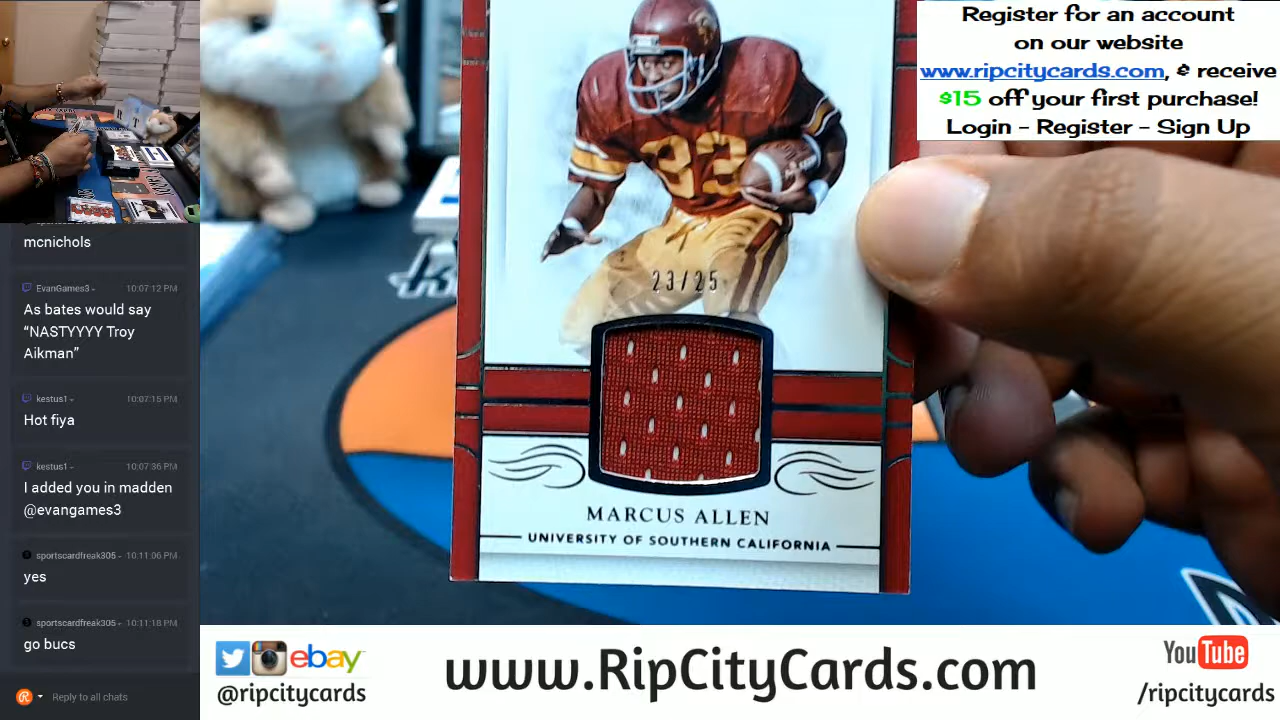 Register for an account
on our website
www.ripcitycards.com, & receive
$15 off your first purchase!
Login - Register - Sign Up
mcnichols
EvanGames3 - 10:07:12 PM
As bates would say
“NASTYYYY Troy
Aikman”
kestus1 - 10:07:15 PM
Hot fiya
kestus1 - 10:07:36 PM
I added you in madden
@evangames3
sportscardfreak305 - 10:11:06 PM
yes
sportscardfreak305 - 10:11:18 PM
go bucs
Reply to all chats
33
23/25
MARCUS ALLEN
UNIVERSITY OF SOUTHERN CALIFORNIA
ebay
@ripcitycards
www.RipCityCards.com
YouTube
/ripcitycards